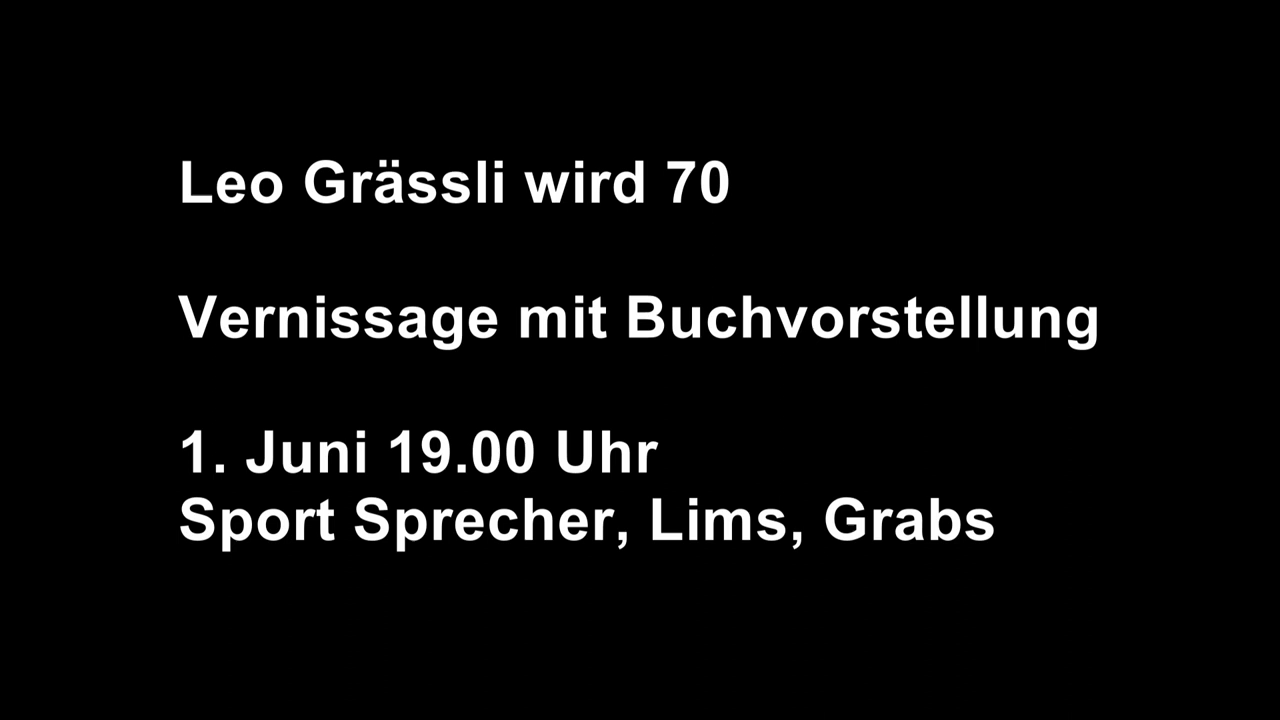 Leo Grässli wird 70
Vernissage mit Buchvorstellung
1. Juni 19.00 Uhr
Sport Sprecher, Lims, Grabs